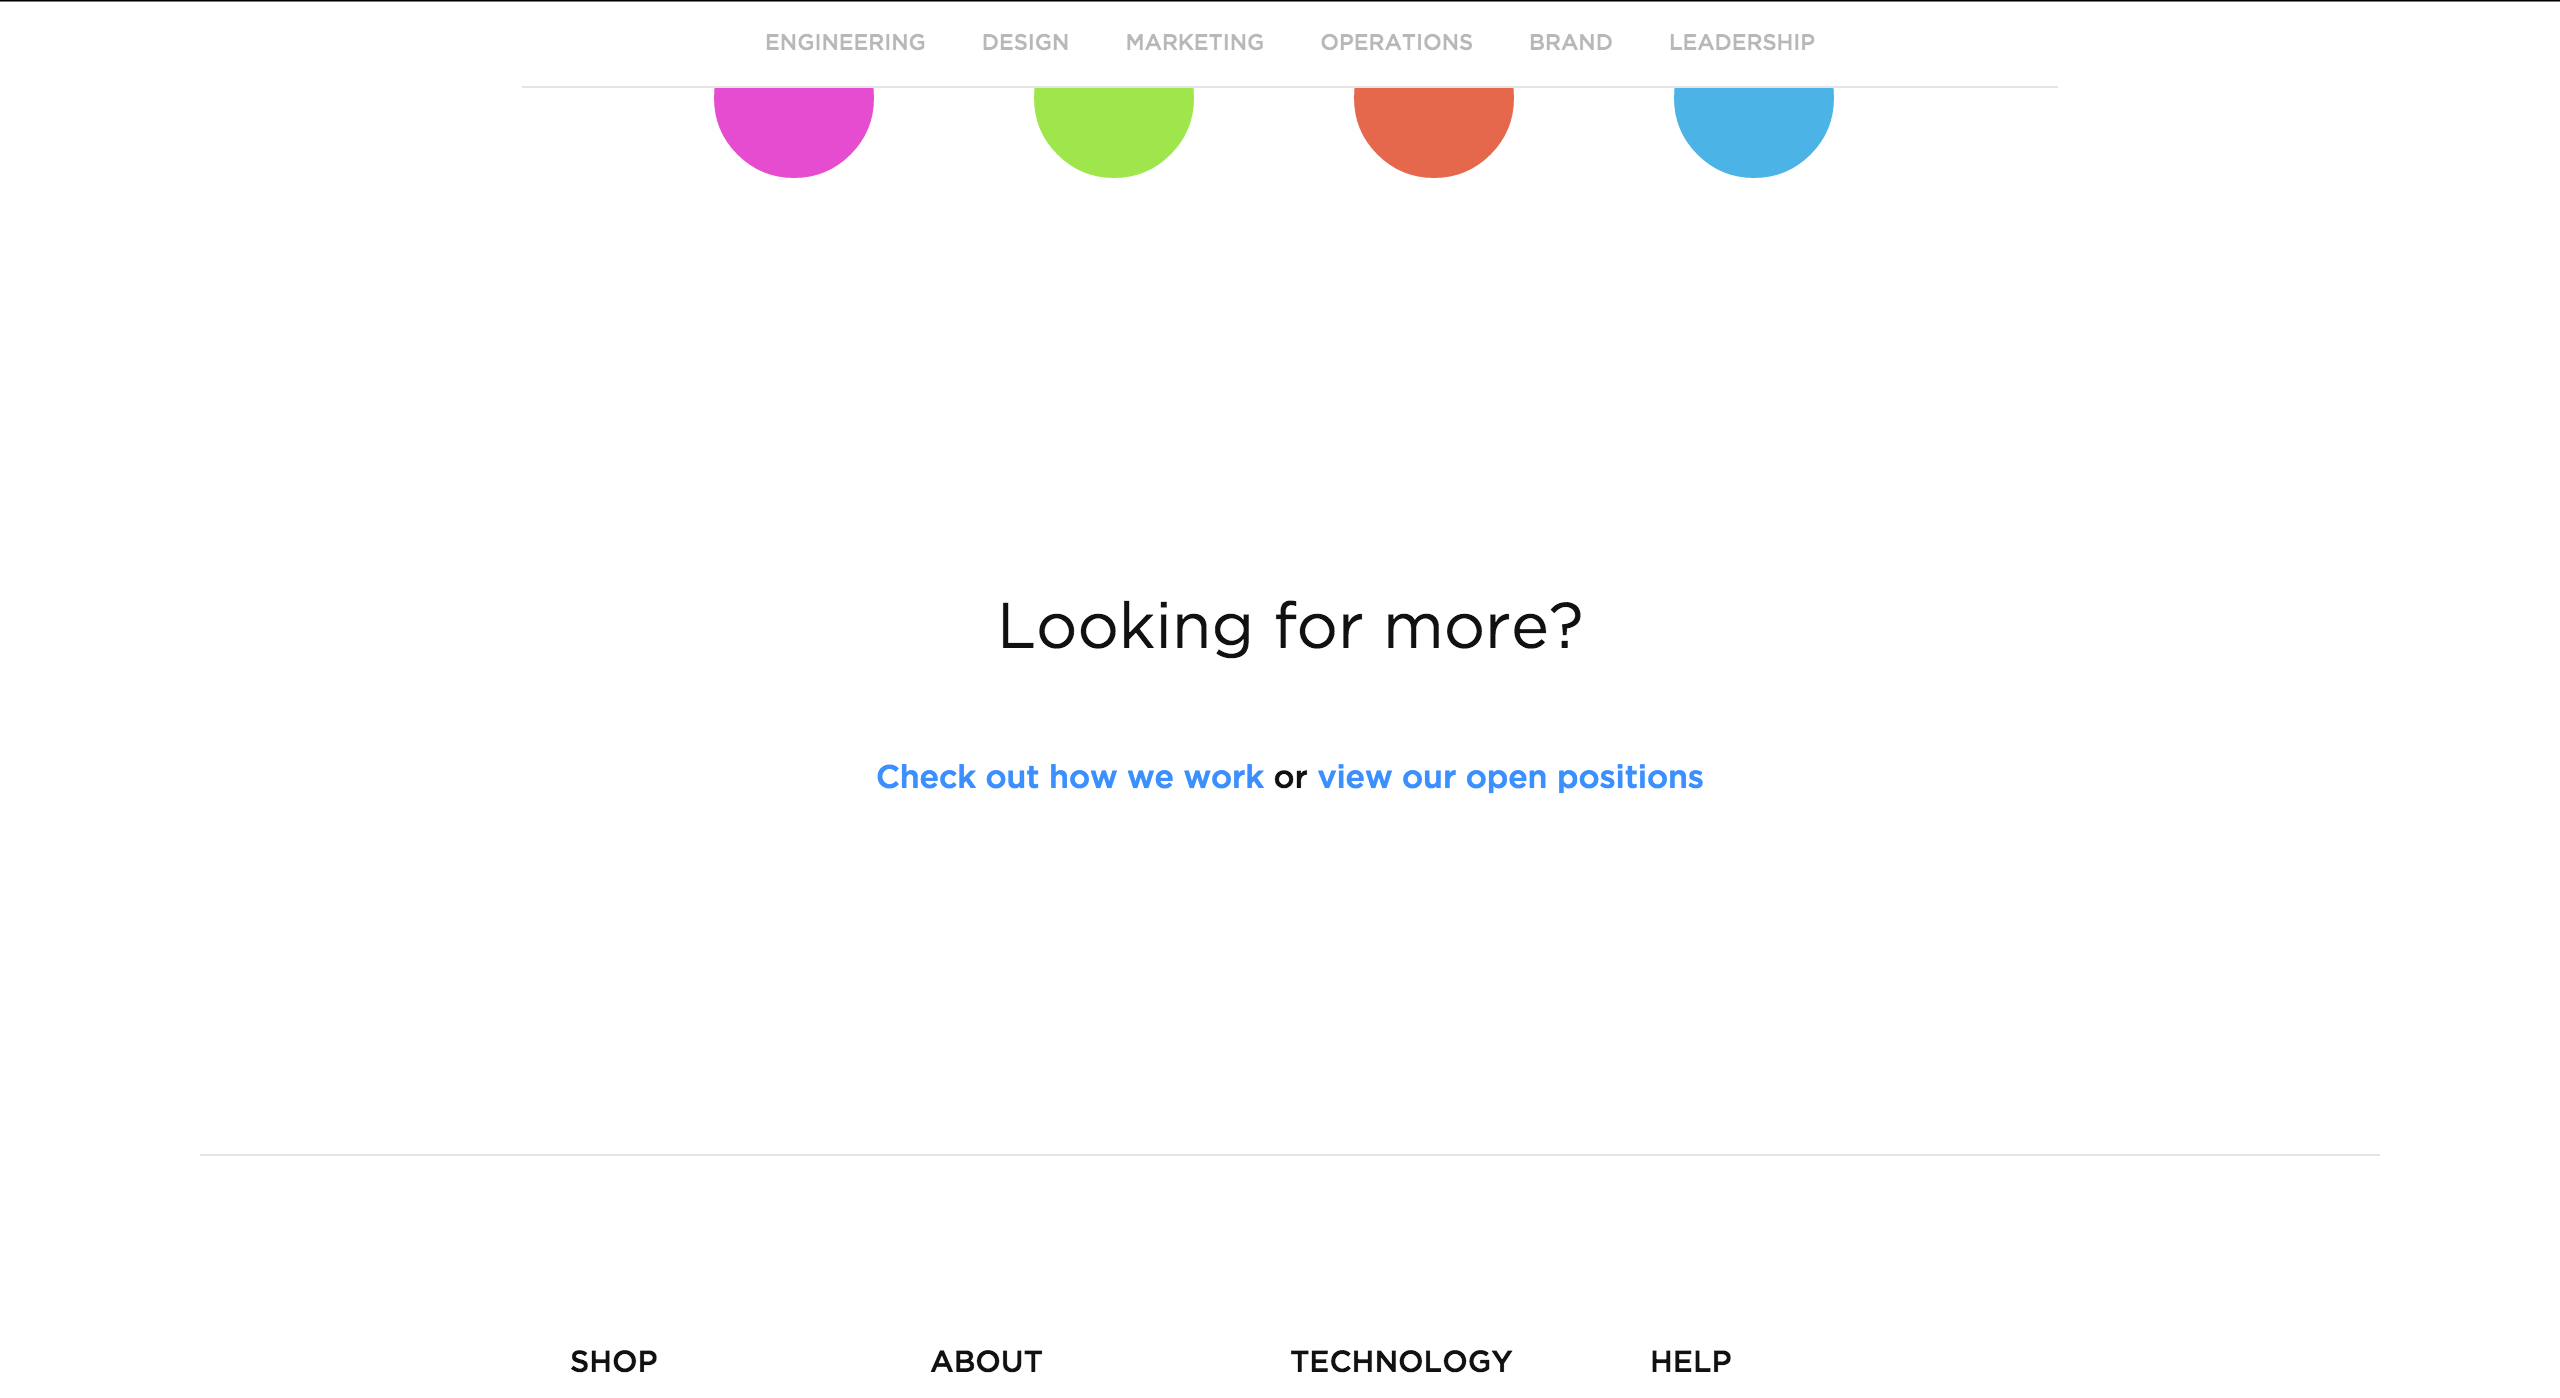 ENGINEERING DESIGN MARKETING OPERATIONS BRAND LEADERSHIP
Looking for more?
Check out how we work or view our open positions
SHOP ABOUT TECHNOLOGY HELP